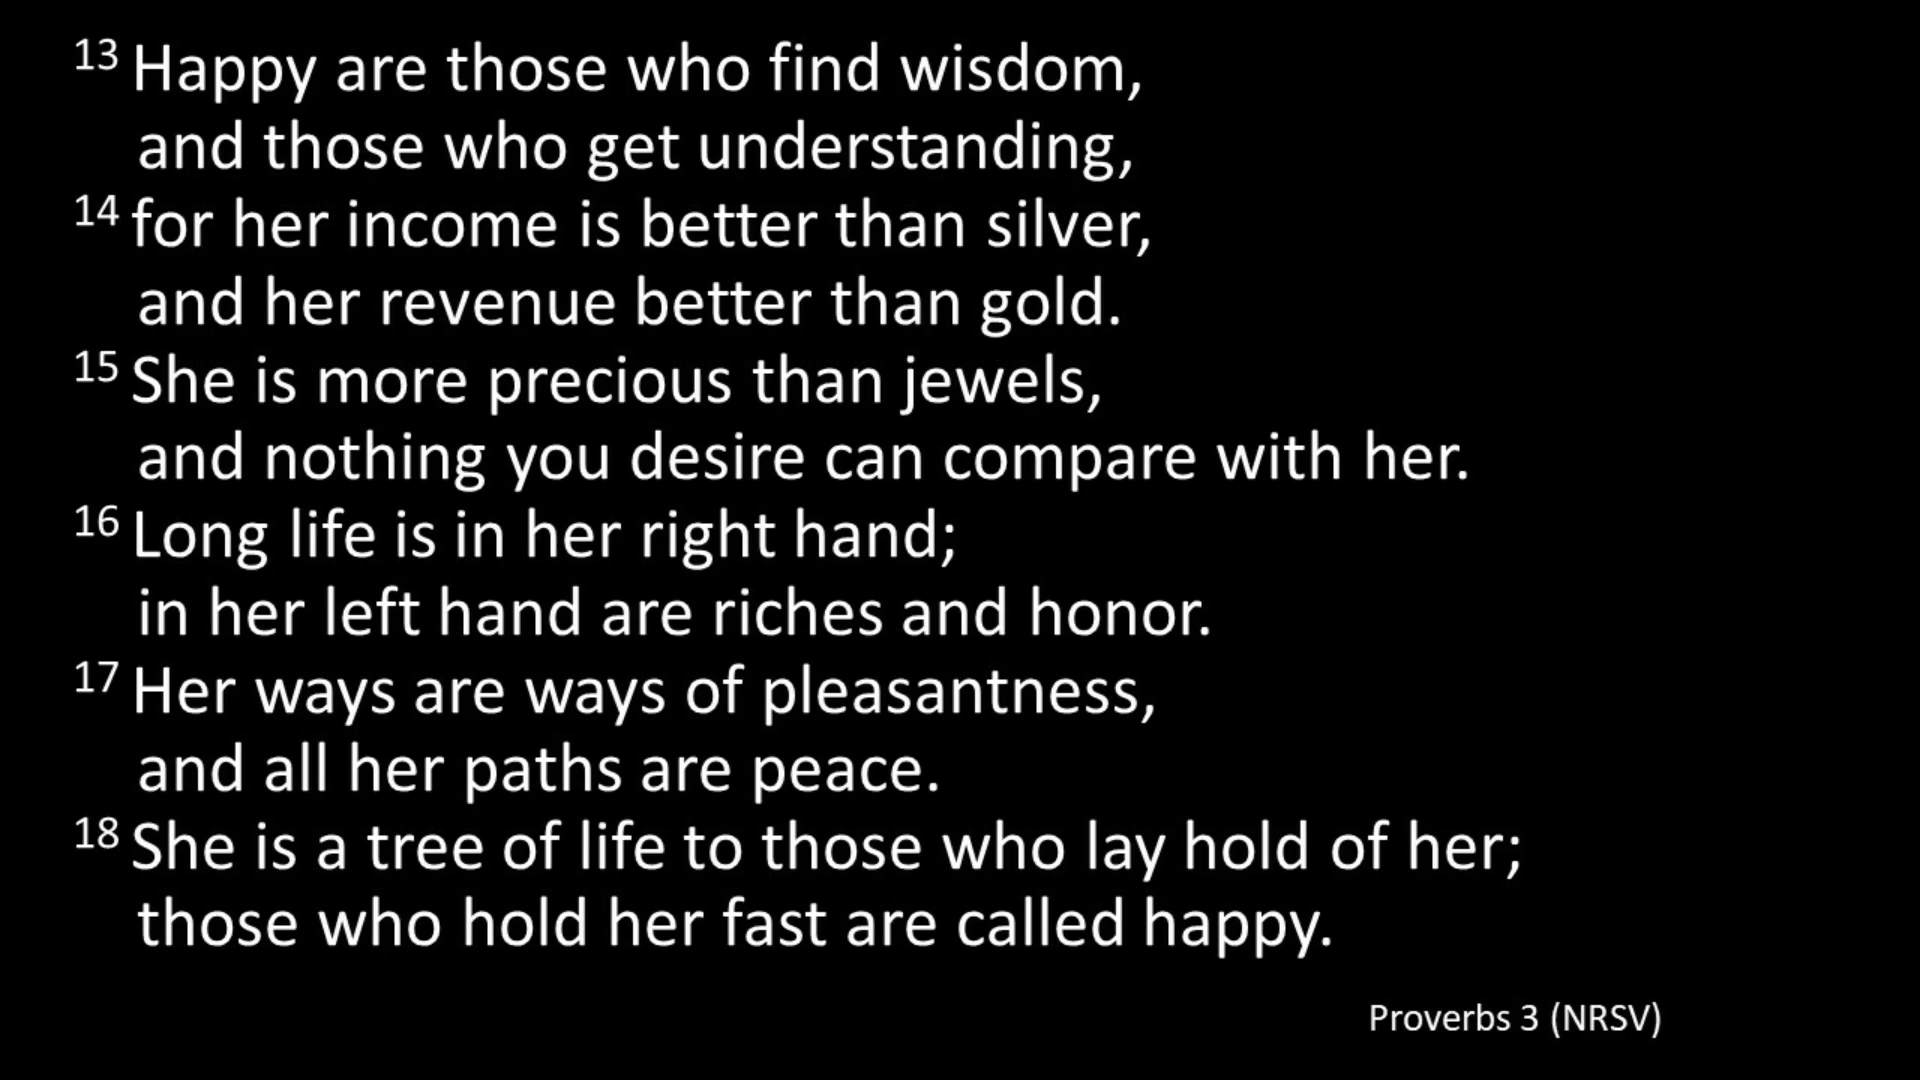 13 Happy are those who find wisdom,
and those who get understanding,
14 for her income is better than silver,
and her revenue better than gold.
15 She is more precious than jewels,
and nothing you desire can compare with her.
16 Long life is in her right hand;
in her left hand are riches and honor.
17 Her ways are ways of pleasantness,
and all her paths are peace.
18 She is a tree of life to those who lay hold of her;
those who hold her fast are called happy.
Proverbs 3 (NRSV)